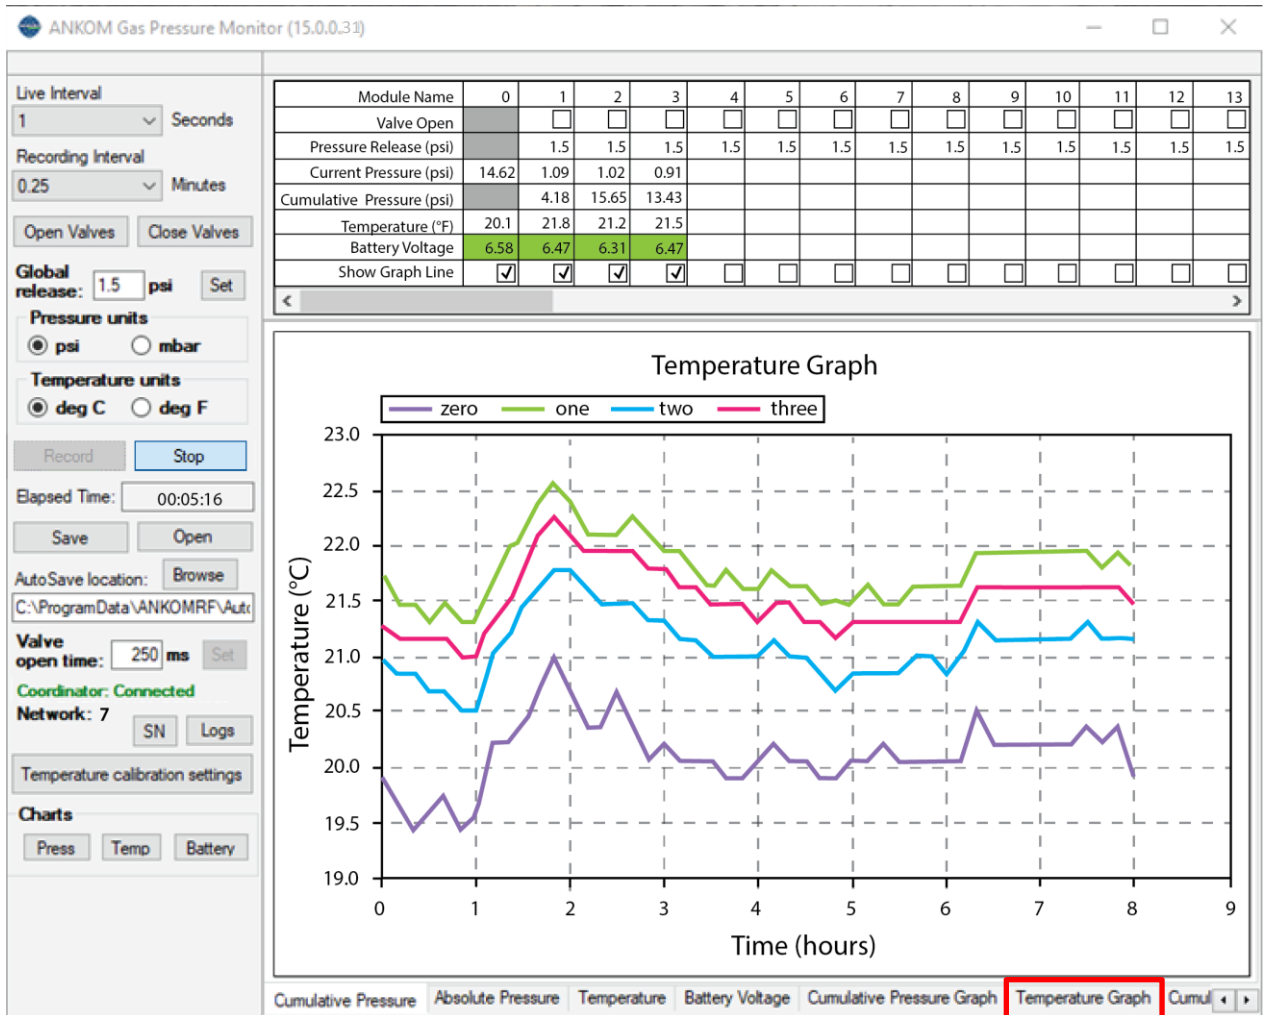 ANKOM Gas Pressure Monitor (15.0.0.31)
Live Interval
1 Seconds
Recording Interval
0.25 Minutes
Open Valves Close Valves
Global
release: 1.5 psi Set
Pressure units
psi mbar
Temperature units
deg C deg F
Record Stop
Elapsed Time: 00:05:16
Save Open
AutoSave location: Browse
C:\ProgramData\ANKOMRF\Auto
Valve
open time: 250 ms Set
Coordinator: Connected
Network: 7
SN Logs
Temperature calibration settings
Charts
Press Temp Battery
Module Name 0 1 2 3 4 5 6 7 8 9 10 11 12 13
Valve Open
Pressure Release (psi) 1.5 1.5 1.5 1.5 1.5 1.5 1.5 1.5 1.5 1.5 1.5 1.5 1.5
Current Pressure (psi) 14.62 1.09 1.02 0.91
Cumulative Pressure (psi) 4.18 15.65 13.43
Temperature (°F) 20.1 21.8 21.2 21.5
Battery Voltage 6.58 6.47 6.31 6.47
Show Graph Line
Temperature Graph
zero one two three
23.0
22.5
22.0
21.5
21.0
20.5
20.0
19.5
19.0
Temperature (°C)
0 1 2 3 4 5 6 7 8 9
Time (hours)
Cumulative Pressure Absolute Pressure Temperature Battery Voltage Cumulative Pressure Graph Temperature Graph Cumul